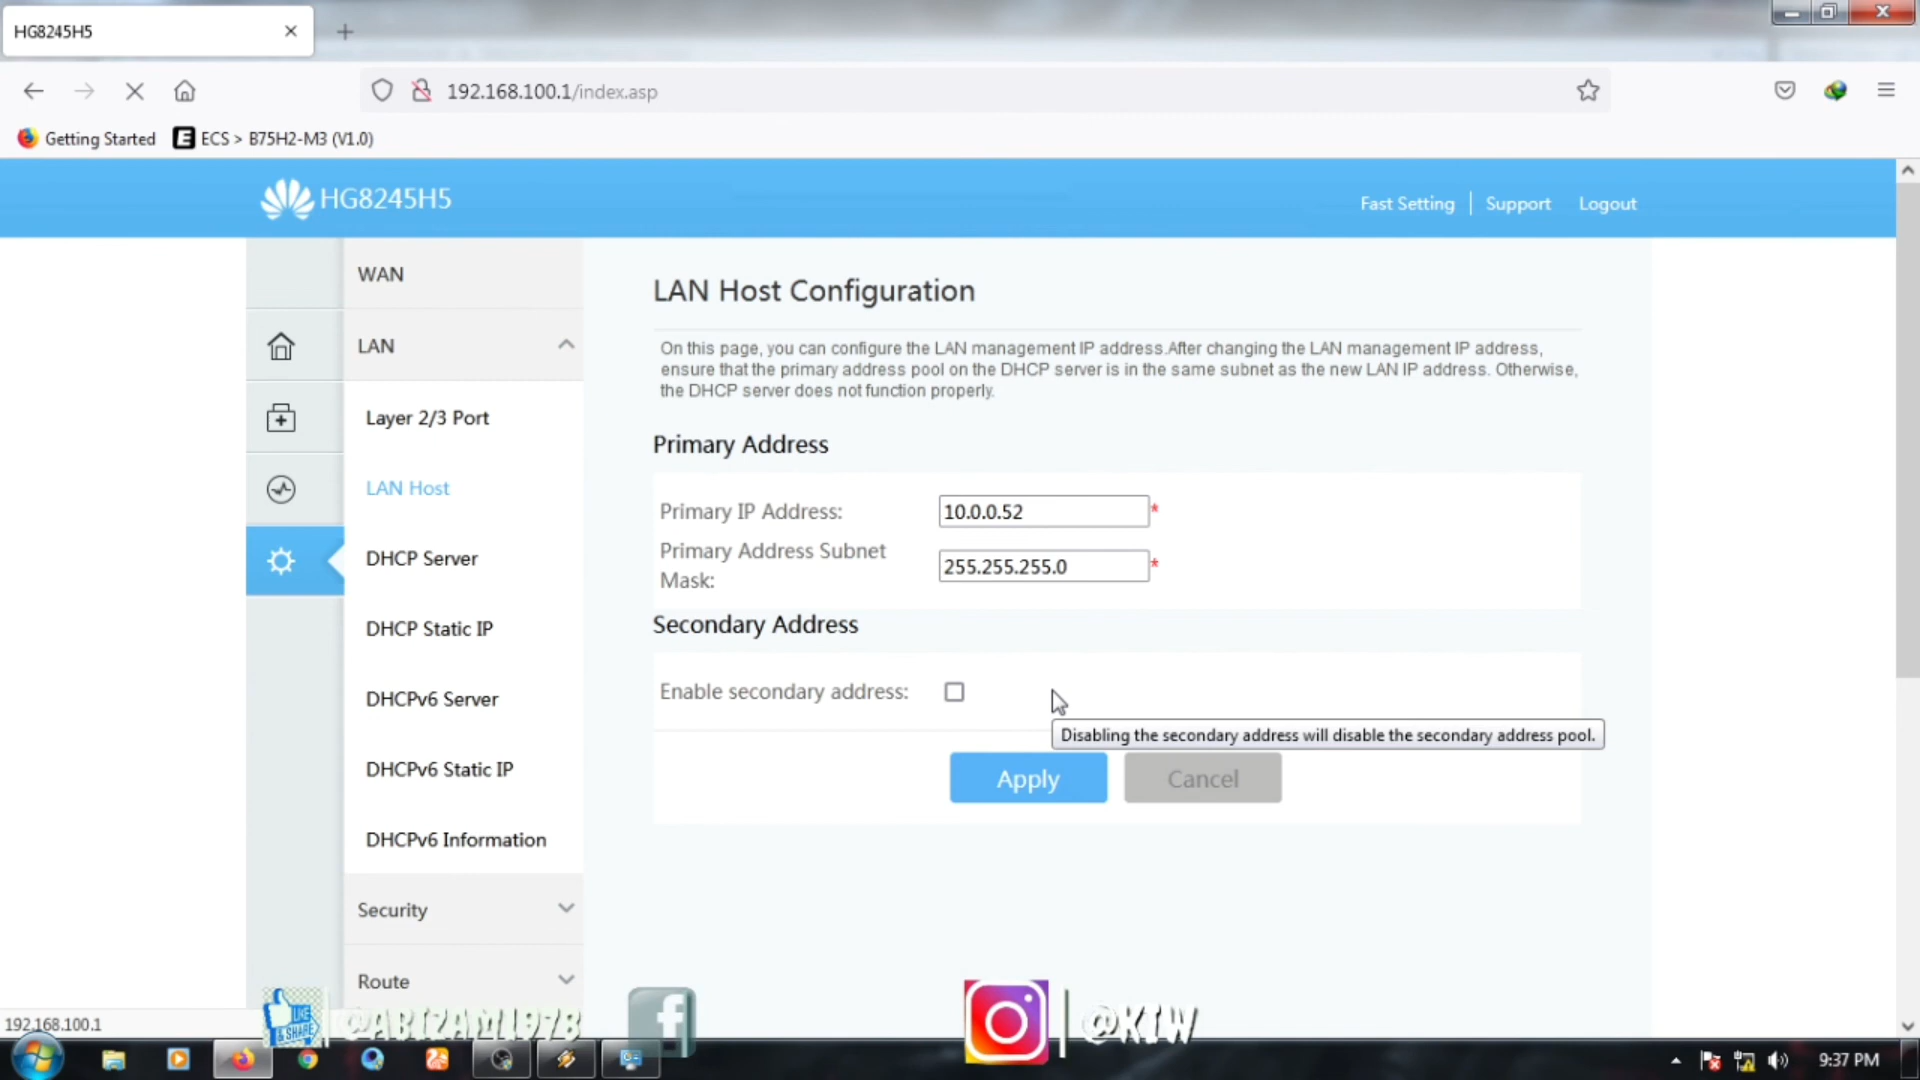 HG8245H5
192.168.100.1/index.asp
Getting Started
ECS > B75H2-M3 (V1.0)
HG8245H5
Fast Setting
Support
Logout
WAN
LAN
Layer 2/3 Port
LAN Host
DHCP Server
DHCP Static IP
DHCPv6 Server
DHCPv6 Static IP
DHCPv6 Information
Security
Route
LAN Host Configuration
On this page, you can configure the LAN management IP address.After changing the LAN management IP address,
ensure that the primary address pool on the DHCP server is in the same subnet as the new LAN IP address. Otherwise,
the DHCP server does not function properly.
Primary Address
Primary IP Address:
10.0.0.52 *
Primary Address Subnet
Mask:
255.255.255.0 *
Secondary Address
Enable secondary address:
Disabling the secondary address will disable the secondary address pool.
Apply
Cancel
192.168.100.1
LIKE
& SHARE
@ABIZAM1978
@KIW
9:37 PM